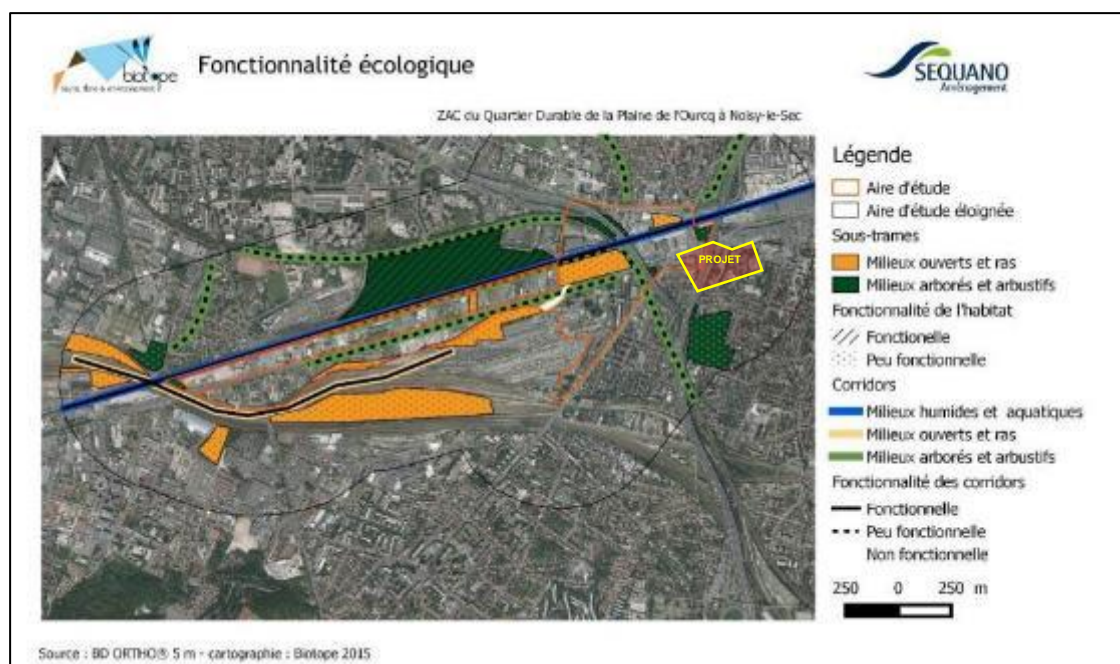 biotope
Fonctionnalité écologique
SEQUANO
Aménagement
ZAC du Quartier Durable de la Plaine de l'Ourcq à Noisy-le-Sec
PROJET
Légende
Aire d'étude
Aire d'étude éloignée
Sous-trames
Milieux ouverts et ras
Milieux arborés et arbustifs
Fonctionnalité de l'habitat
Fonctionelle
Peu fonctionnelle
Corridors
Milieux humides et aquatiques
Milieux ouverts et ras
Milieux arborés et arbustifs
Fonctionnalité des corridors
Fonctionnelle
Peu fonctionnelle
Non fonctionnelle
250 0 250 m
Source : BD ORTHO® 5 m - cartographie : Biotope 2015